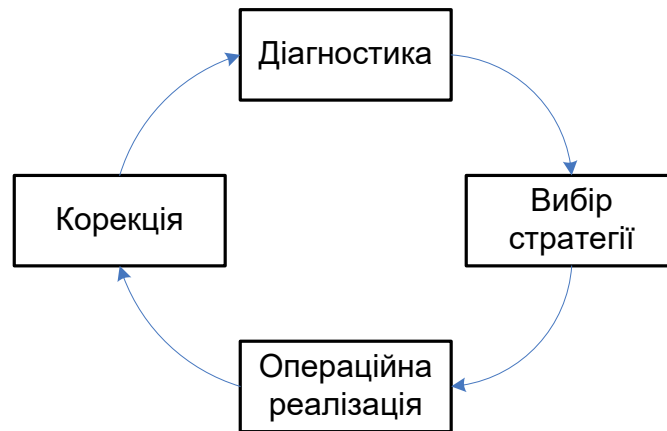 Діагностика
Вибір
стратегії
Операційна
реалізація
Корекція